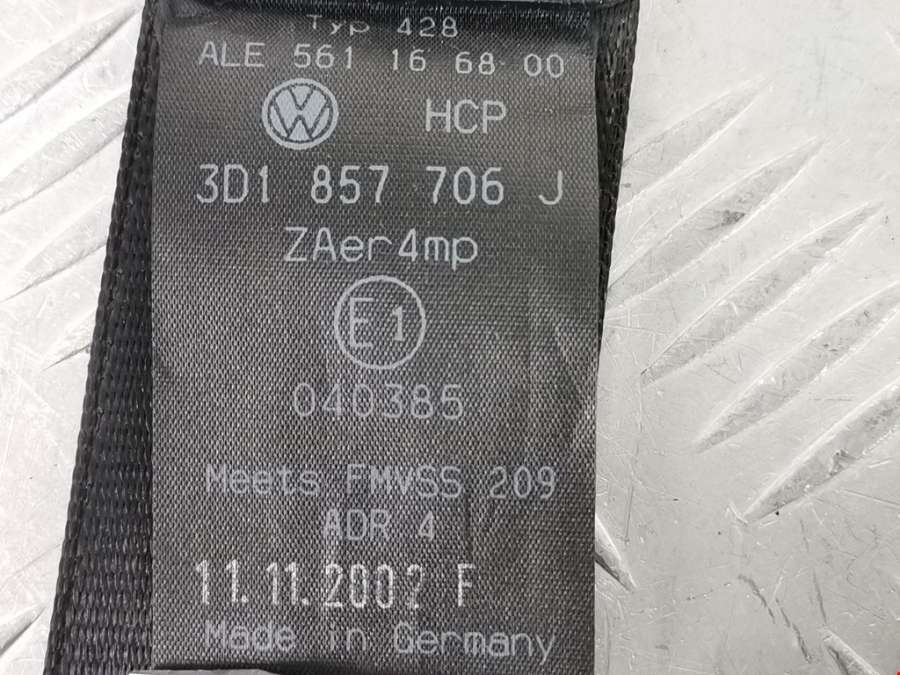 Typ 428
ALE 561 16 68 00
HCP
3D1 857 706 J
ZAer4mp
E1
040385
Meets FMVSS 209
ADR 4
11.11.2002 F
Made in Germany